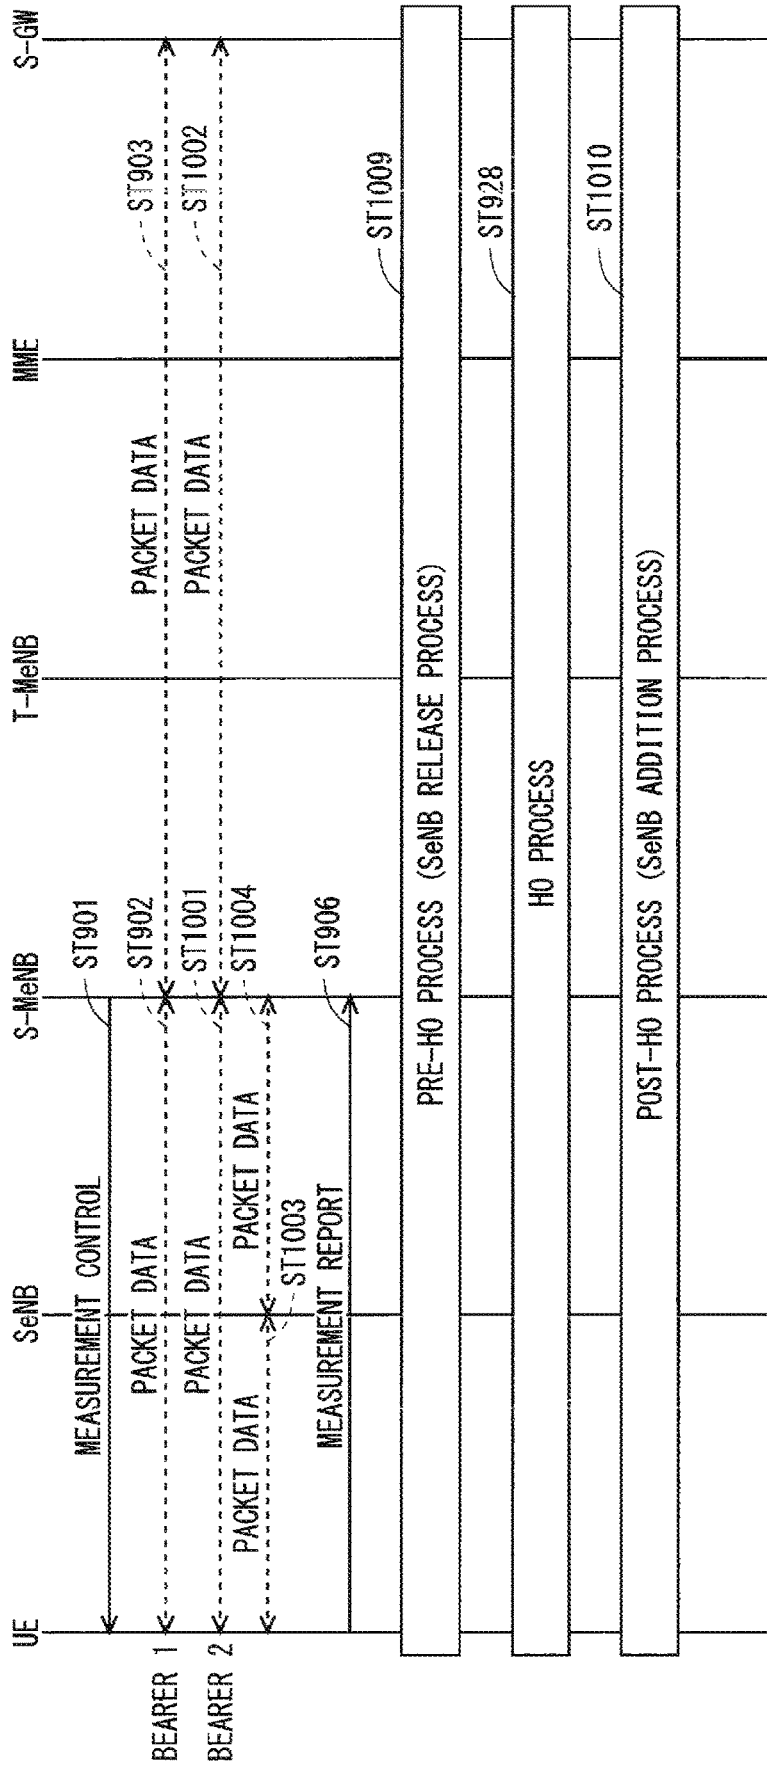 UE
SeNB
S-MeNB
T-MeNB
MME
S-GW
MEASUREMENT CONTROL
ST901
BEARER 1
PACKET DATA
ST902
PACKET DATA
ST903
BEARER 2
PACKET DATA
ST1001
PACKET DATA
ST1002
PACKET DATA
ST1003
PACKET DATA
ST1004
MEASUREMENT REPORT
ST906
PRE-HO PROCESS (SeNB RELEASE PROCESS)
ST1009
HO PROCESS
ST928
POST-HO PROCESS (SeNB ADDITION PROCESS)
ST1010